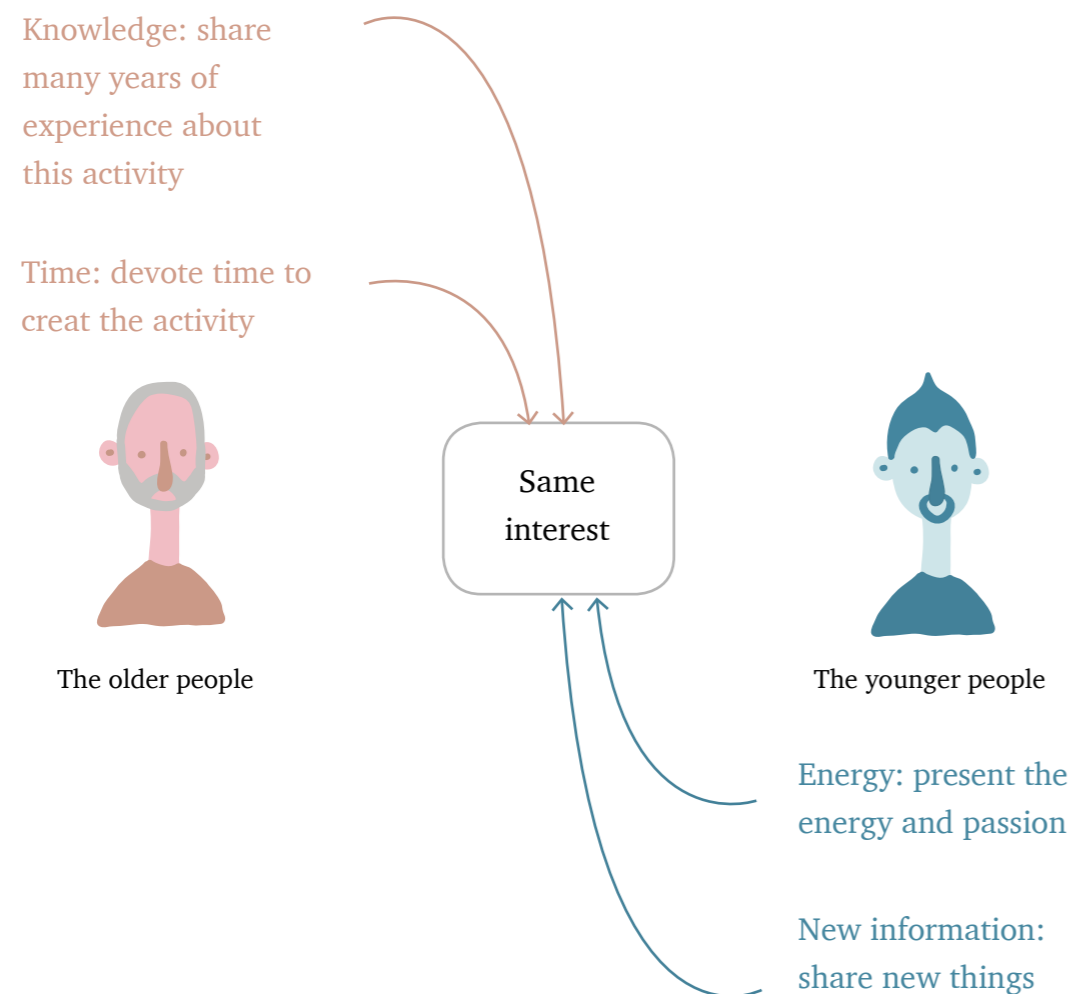 Knowledge: share
many years of
experience about
this activity
Time: devote time to
creat the activity
Same
interest
The older people
The younger people
Energy: present the
energy and passion
New information:
share new things